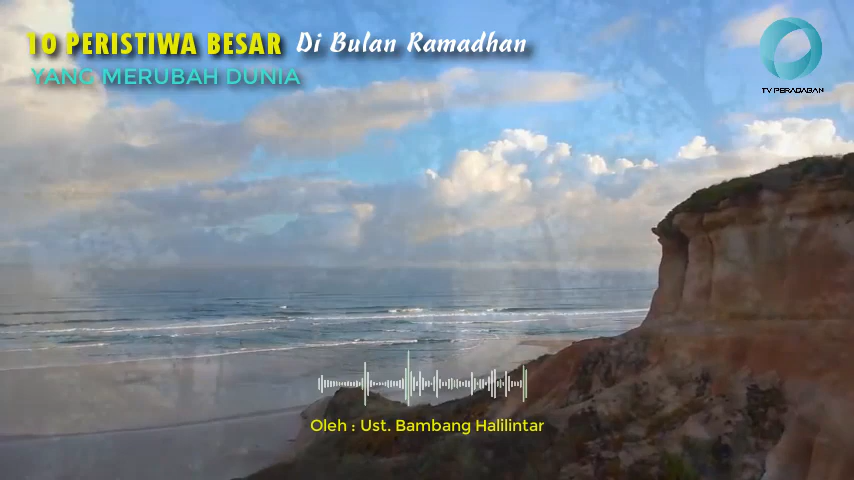 10 PERISTIWA BESAR Di Bulan Ramadhan
YANG MERUBAH DUNIA
TV PERADABAN
Oleh : Ust. Bambang Halilintar